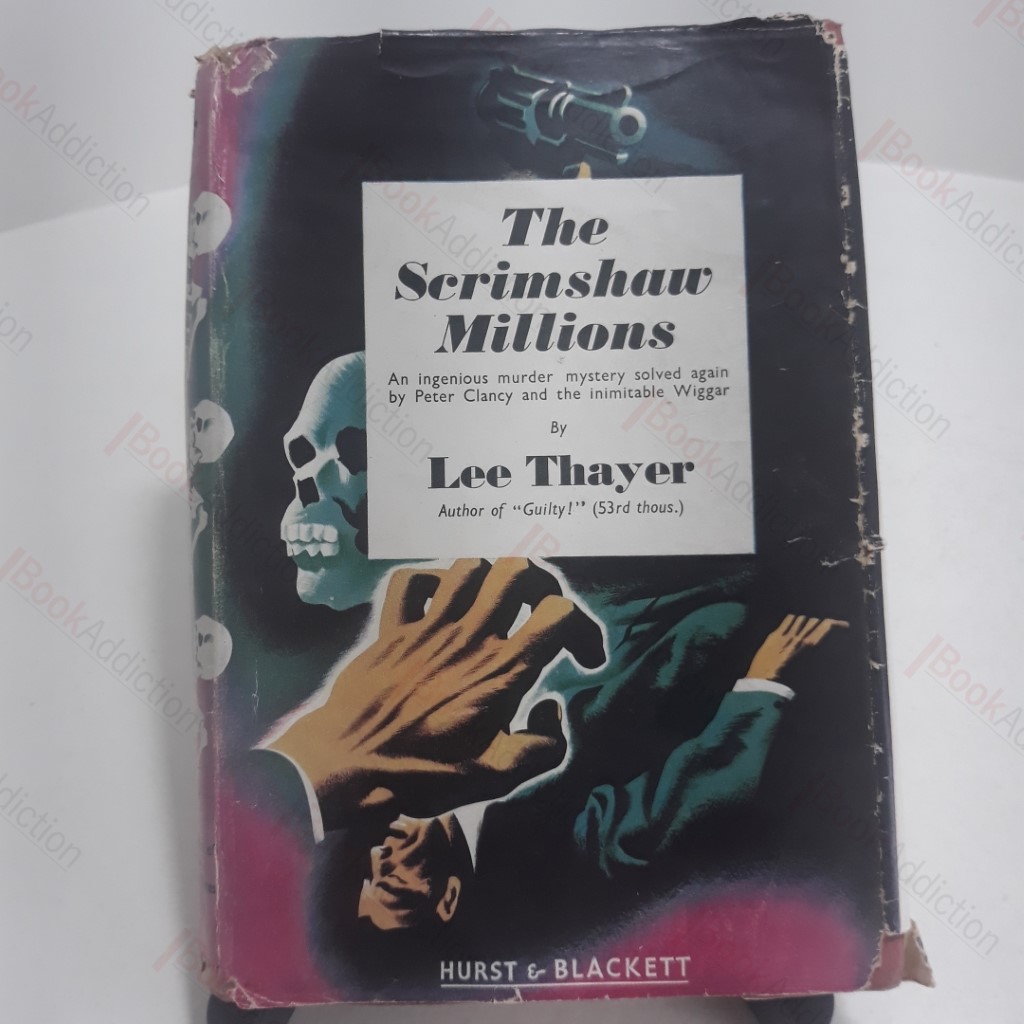 The
Scrimshaw
Millions
An ingenious murder mystery solved again
by Peter Clancy and the inimitable Wiggar
By
Lee Thayer
Author of "Guilty!" (53rd thous.)
HURST & BLACKETT
BookAddiction